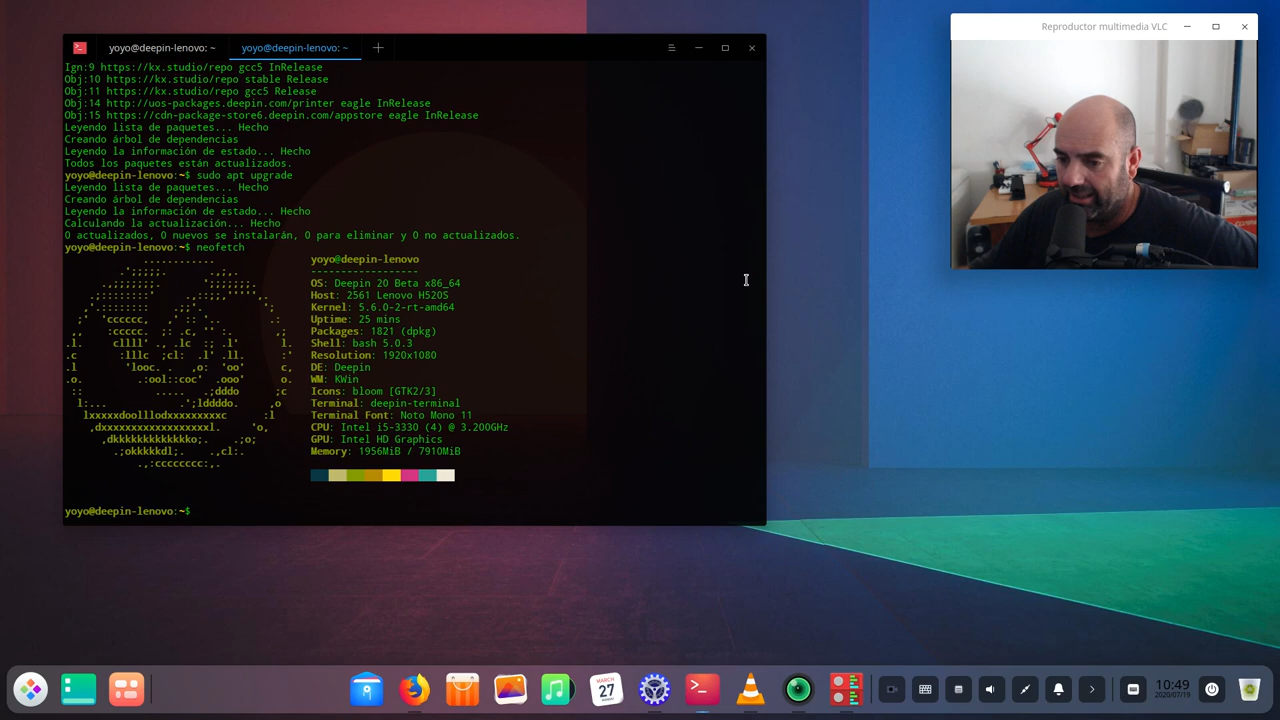 yoyo@deepin-lenovo: ~
yoyo@deepin-lenovo: ~
Reproductor multimedia VLC
Ign:9 https://kx.studio/repo gcc5 InRelease
Obj:10 https://kx.studio/repo stable Release
Obj:11 https://kx.studio/repo gcc5 Release
Obj:14 http://uos-packages.deepin.com/printer eagle InRelease
Obj:15 https://cdn-package-store6.deepin.com/appstore eagle InRelease
Leyendo lista de paquetes... Hecho
Creando árbol de dependencias
Leyendo la información de estado... Hecho
Todos los paquetes están actualizados.
yoyo@deepin-lenovo:~$ sudo apt upgrade
Leyendo lista de paquetes... Hecho
Creando árbol de dependencias
Leyendo la información de estado... Hecho
Calculando la actualización... Hecho
0 actualizados, 0 nuevos se instalarán, 0 para eliminar y 0 no actualizados.
yoyo@deepin-lenovo:~$ neofetch
yoyo@deepin-lenovo
------------------
OS: Deepin 20 Beta x86_64
Host: 2561 Lenovo H520S
Kernel: 5.6.0-2-rt-amd64
Uptime: 25 mins
Packages: 1821 (dpkg)
Shell: bash 5.0.3
Resolution: 1920x1080
DE: Deepin
WM: KWin
Icons: bloom [GTK2/3]
Terminal: deepin-terminal
Terminal Font: Noto Mono 11
CPU: Intel i5-3330 (4) @ 3.200GHz
GPU: Intel HD Graphics
Memory: 1956MiB / 7910MiB
yoyo@deepin-lenovo:~$
MARCH
27
10:49
2020/07/19